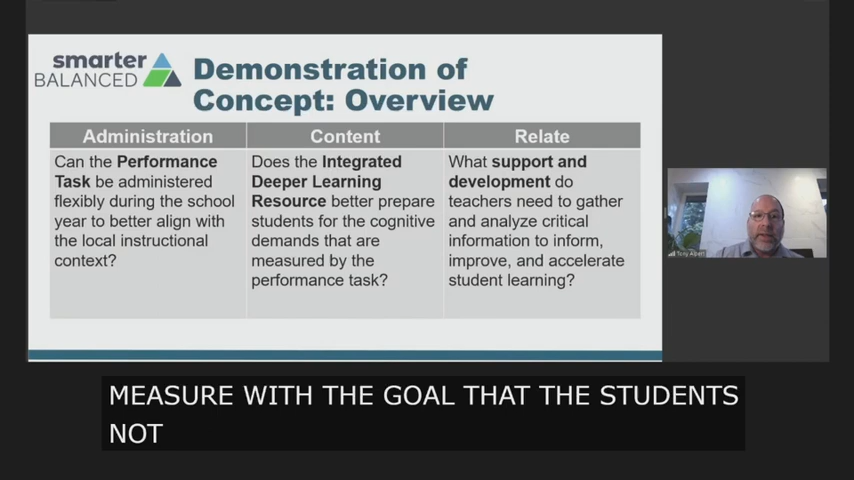 smarter
BALANCED
Demonstration of
Concept: Overview
Administration
Can the Performance
Task be administered
flexibly during the school
year to better align with
the local instructional
context?
Content
Does the Integrated
Deeper Learning
Resource better prepare
students for the cognitive
demands that are
measured by the
performance task?
Relate
What support and
development do
teachers need to gather
and analyze critical
information to inform,
improve, and accelerate
student learning?
Tony Alpert
MEASURE WITH THE GOAL THAT THE STUDENTS
NOT